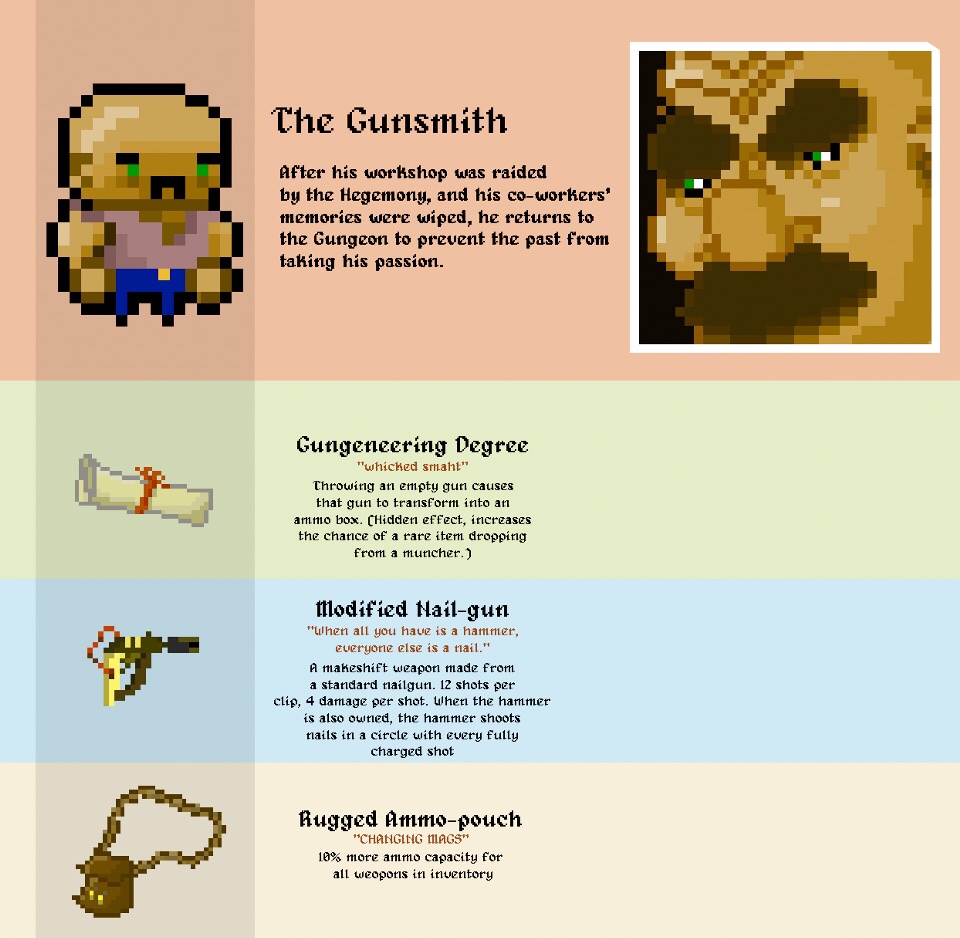 The Gunsmith
After his workshop was raided
by the Hegemony, and his co-workers'
memories were wiped, he returns to
the Gungeon to prevent the past from
taking his passion.
Gungeneering Degree
"whicked smaht"
Throwing an empty gun causes
that gun to transform into an
ammo box. (Hidden effect, increases
the chance of a rare item dropping
from a muncher.)
Modified Nail-gun
"When all you have is a hammer,
everyone else is a nail."
A makeshift weapon made from
a standard nailgun. 12 shots per
clip, 4 damage per shot. When the hammer
is also owned, the hammer shoots
nails in a circle with every fully
charged shot
Rugged Ammo-pouch
"CHANGING MAGS"
10% more ammo capacity for
all weopons in inventory